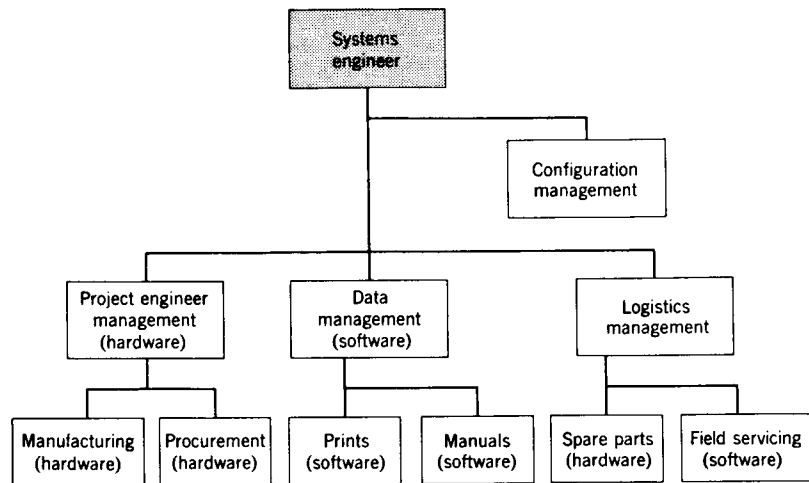 Systems
engineer
Configuration
management
Project engineer
management
(hardware)
Data
management
(software)
Logistics
management
Manufacturing
(hardware)
Procurement
(hardware)
Prints
(software)
Manuals
(software)
Spare parts
(hardware)
Field servicing
(software)